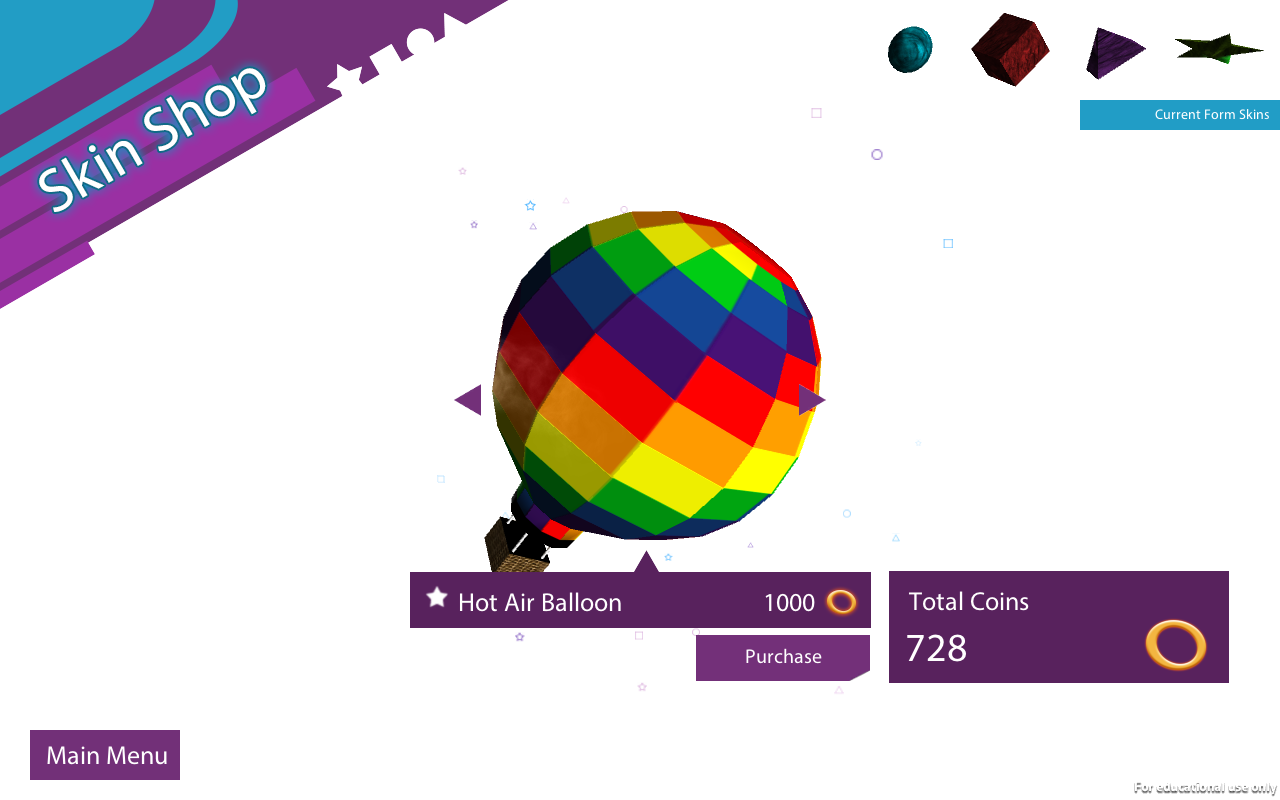 Skin Shop
Current Form Skins
Hot Air Balloon 1000
Purchase
Total Coins
728
Main Menu
For educational use only